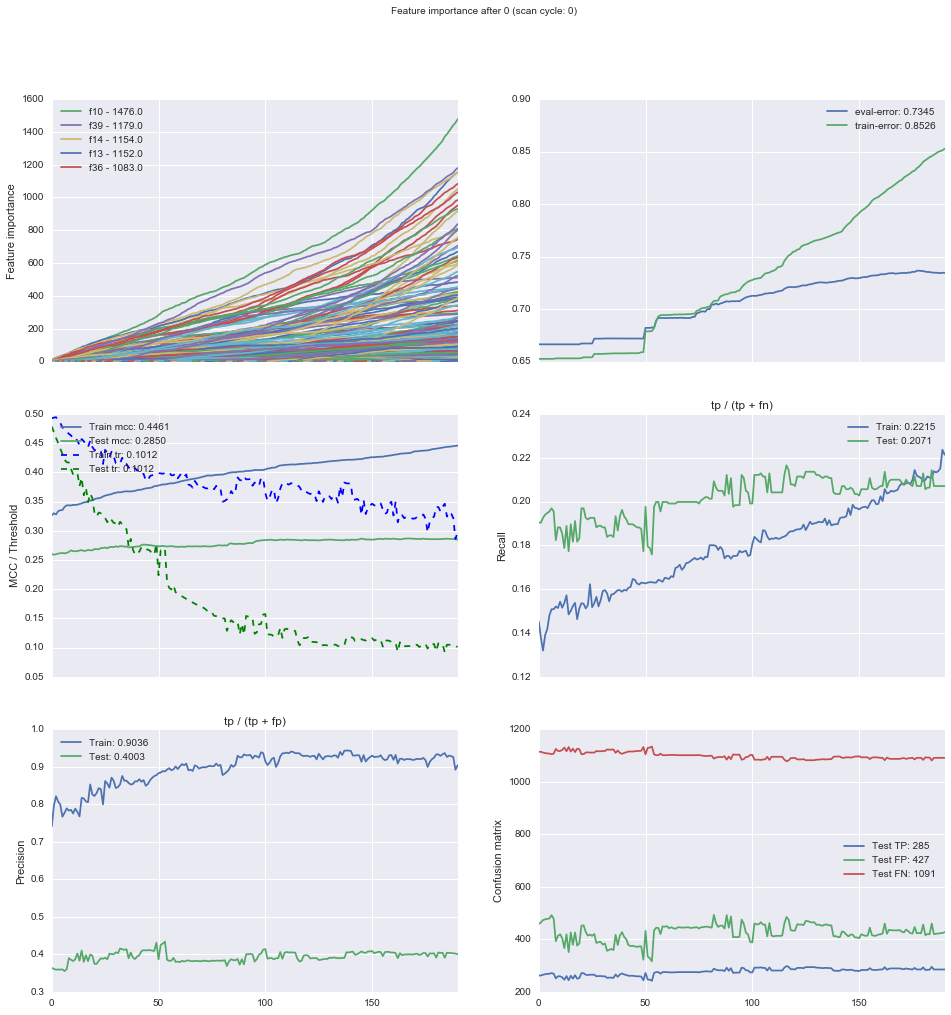 Feature importance after 0 (scan cycle: 0)
1600
1400
1200
1000
800
600
400
200
0
Feature importance
f10 - 1476.0
f39 - 1179.0
f14 - 1154.0
f13 - 1152.0
f36 - 1083.0
0.90
0.85
0.80
0.75
0.70
0.65
eval-error: 0.7345
train-error: 0.8526
0.50
0.45
0.40
0.35
0.30
0.25
0.20
0.15
0.10
0.05
MCC / Threshold
Train mcc: 0.4461
Test mcc: 0.2850
Train tr: 0.1012
Test tr: 0.1012
tp / (tp + fn)
0.24
0.22
0.20
0.18
0.16
0.14
0.12
Recall
Train: 0.2215
Test: 0.2071
tp / (tp + fp)
1.0
0.9
0.8
0.7
0.6
0.5
0.4
0.3
Precision
Train: 0.9036
Test: 0.4003
0 50 100 150
1200
1000
800
600
400
200
Confusion matrix
Test TP: 285
Test FP: 427
Test FN: 1091
0 50 100 150